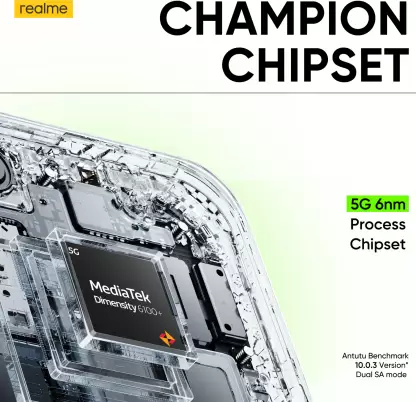 realme
CHAMPION
CHIPSET
5G 6nm
Process
Chipset
5G
MediaTek
Dimensity 6100+
Antutu Benchmark
10.0.3 Version*
Dual SA mode